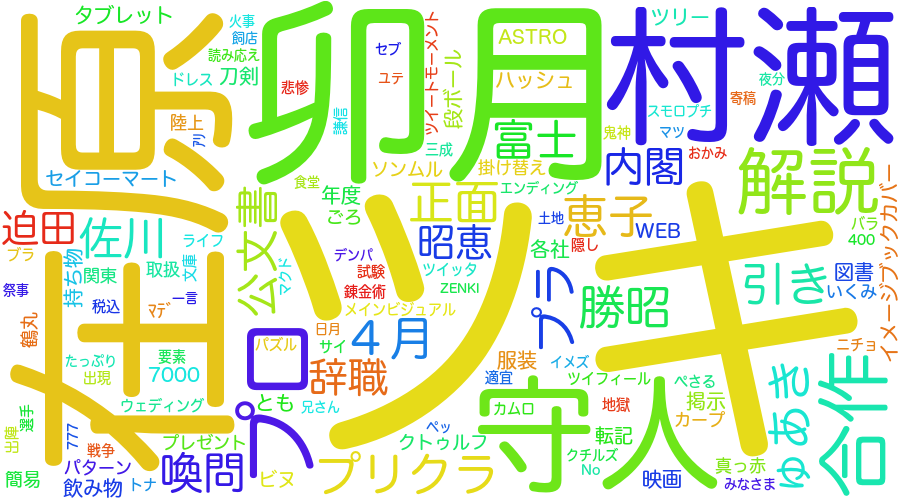 タブレット
火事
飼店
読み応え
ドレス
刀剣
陸上
原
卯月
悲惨
謙信
セブ
ユテ
三成
ツイートモーメント
段ボール
ASTRO
ハッシュ
富士
ソンムル
掛け替え
エンディング
鬼神
村瀬
ツリー
夜分
スモロプチ
寄稿
マツ
おかみ
内閣
解説
セイコーマート
迫田
佐川
ブラ
祭事
持ち物
関東
取扱
文庫
ライフ
公文書
マクド
食堂
年度
ごろ
正面
昭恵
デンパ
試験
錬金術
ツイッタ
ZENKI
メインビジュアル
恵子
土地
各社
隠し
WEB
バラ
400
図書
いくみ
イメージブックカバー
引き
勝昭
プラ
鶴丸
税込
一言
社
要素
7000
たっぷり
出現
ウェディング
プロ
パズル
日月
サイ
4月
辞職
とも
兄さん
ツノキ
服装
イメズ
適宜
ツイフィール
ぺさる
掲示
カープ
ニチョ
ゆあき
合作
守人
カムロ
地獄
転記
クチルズ
No
映画
真っ赤
みなさま
選手
出陣
777
戦争
パターン
プレゼント
簡易
飲み物
トナ
喚問
ビヌ
プリクラ
ペッ
クトゥルフ